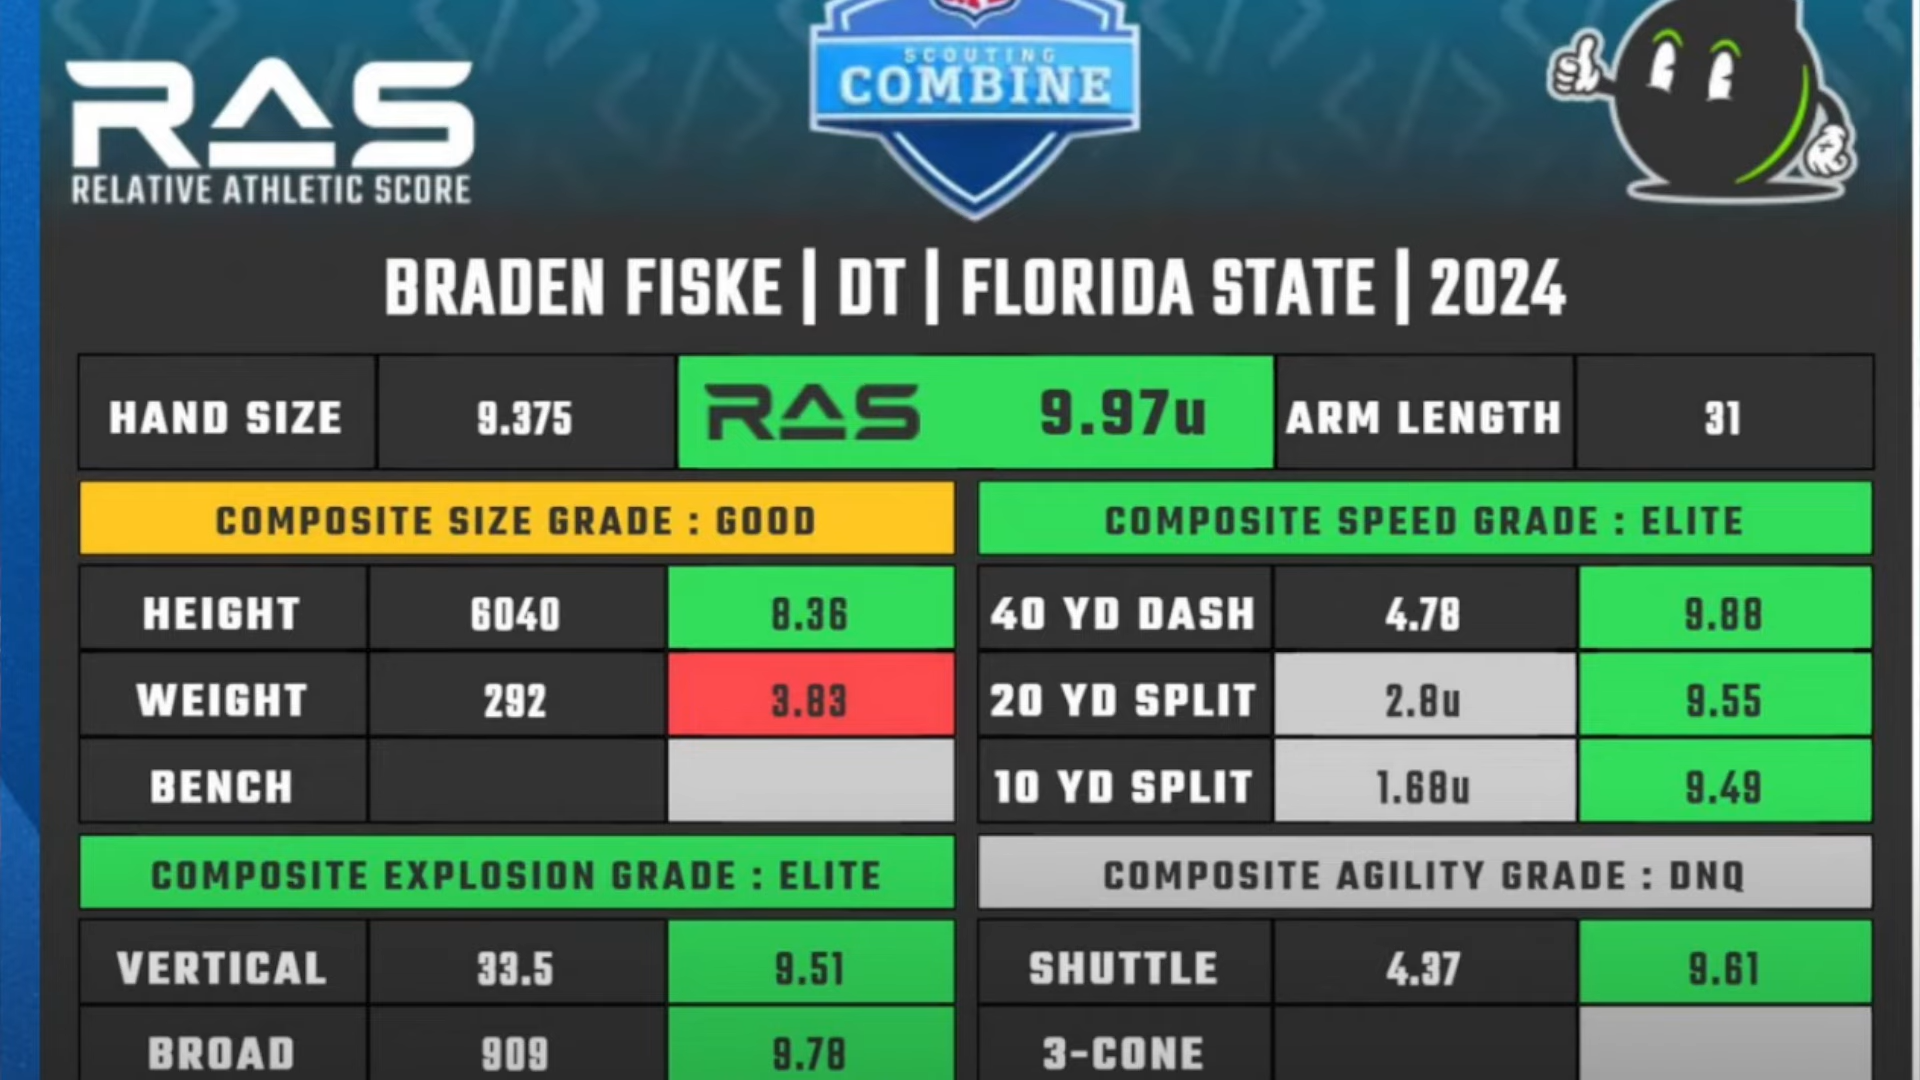 SCOUTING
COMBINE
RAS
RELATIVE ATHLETIC SCORE
BRADEN FISKE | DT | FLORIDA STATE | 2024
HAND SIZE 9.375 RAS 9.97u ARM LENGTH 31
COMPOSITE SIZE GRADE : GOOD
HEIGHT 6040 8.36
WEIGHT 292 3.83
BENCH
COMPOSITE SPEED GRADE : ELITE
40 YD DASH 4.78 9.88
20 YD SPLIT 2.8u 9.55
10 YD SPLIT 1.68u 9.49
COMPOSITE EXPLOSION GRADE : ELITE
VERTICAL 33.5 9.51
BROAD 909 9.78
COMPOSITE AGILITY GRADE : DNQ
SHUTTLE 4.37 9.61
3-CONE